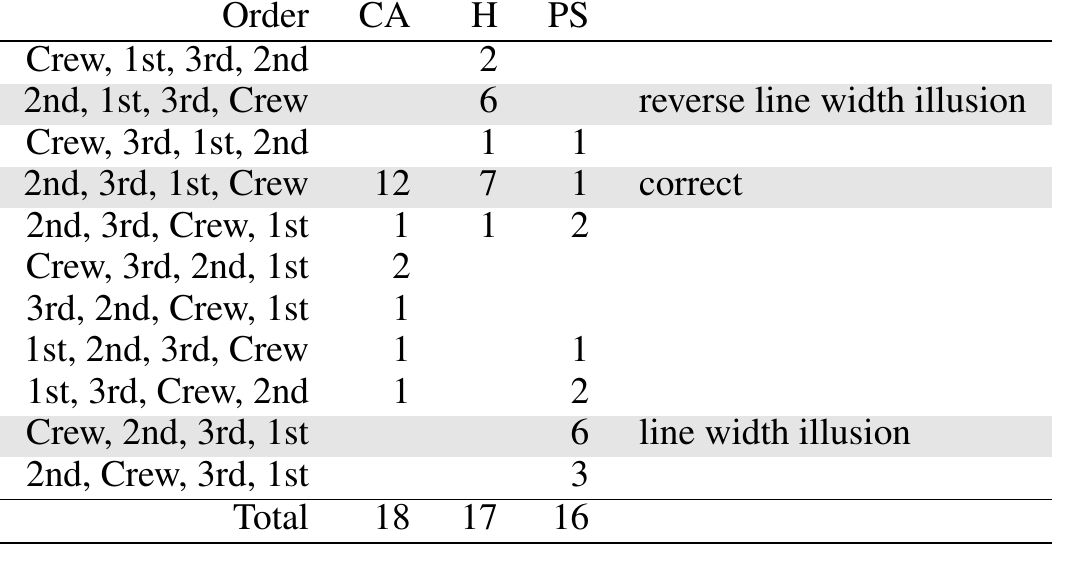 Order CA H PS
Crew, 1st, 3rd, 2nd 2
2nd, 1st, 3rd, Crew 6 reverse line width illusion
Crew, 3rd, 1st, 2nd 1 1
2nd, 3rd, 1st, Crew 12 7 1 correct
2nd, 3rd, Crew, 1st 1 1 2
Crew, 3rd, 2nd, 1st 2
3rd, 2nd, Crew, 1st 1
1st, 2nd, 3rd, Crew 1 1
1st, 3rd, Crew, 2nd 1 2
Crew, 2nd, 3rd, 1st 6 line width illusion
2nd, Crew, 3rd, 1st 3
Total 18 17 16